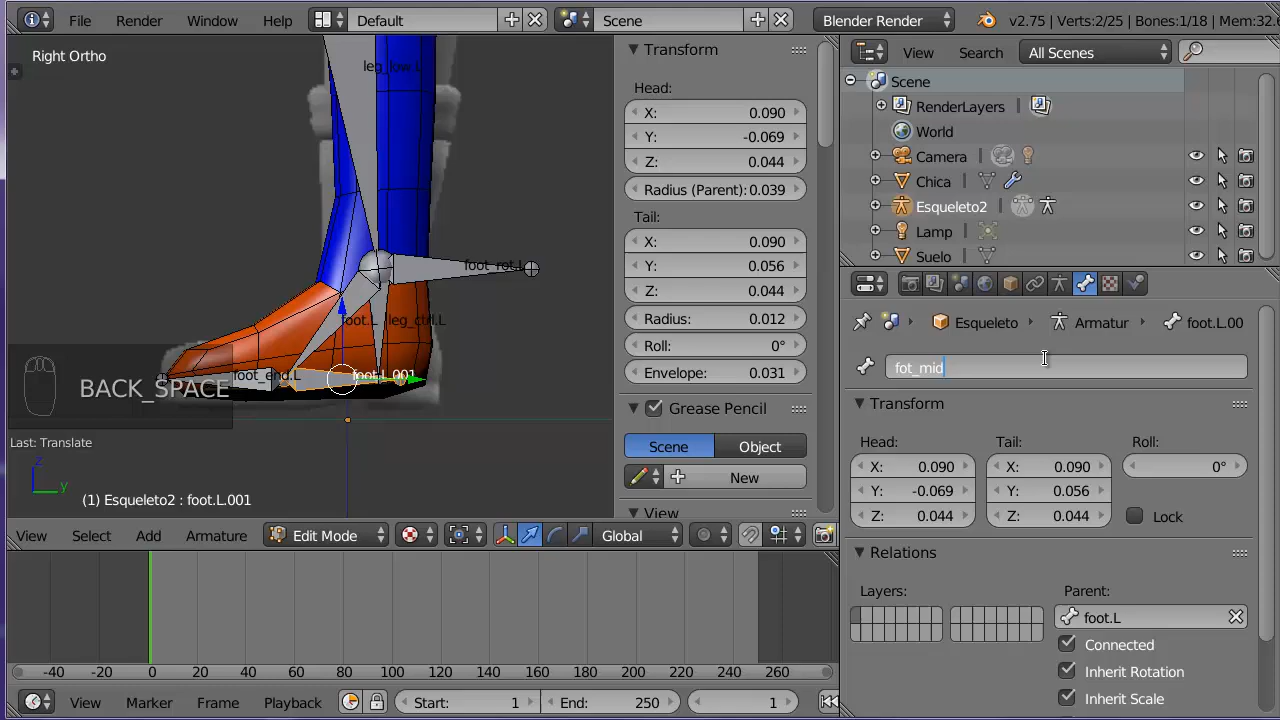 File Render Window Help Default Scene Blender Render v2.75 | Verts:2/25 | Bones:1/18 | Mem:32.
Right Ortho
leg_low.L
foot_rot.L
foot.L leg_ctrl.L
foot_end.L foot.L.001
BACK_SPACE
Last: Translate
z
y
(1) Esqueleto2 : foot.L.001
View Select Add Armature Edit Mode Global
Transform
Head:
X: 0.090
Y: -0.069
Z: 0.044
Radius (Parent): 0.039
Tail:
X: 0.090
Y: 0.056
Z: 0.044
Radius: 0.012
Roll: 0°
Envelope: 0.031
Grease Pencil
Scene Object
New
View
View Search All Scenes
Scene
RenderLayers |
World
Camera |
Chica |
Esqueleto2 |
Lamp |
Suelo |
Esqueleto Armatur foot.L.00
fot_mid
Transform
Head: Tail: Roll:
X: 0.090 X: 0.090 0°
Y: -0.069 Y: 0.056
Z: 0.044 Z: 0.044 Lock
Relations
Layers: Parent:
foot.L
Connected
Inherit Rotation
Inherit Scale
-40 -20 0 20 40 60 80 100 120 140 160 180 200 220 240 260
View Marker Frame Playback Start: 1 End: 250 1